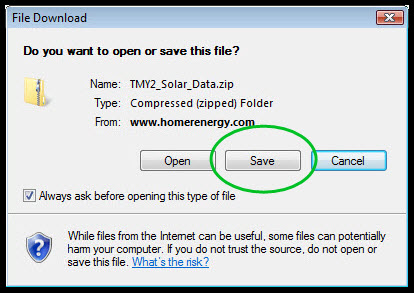 File Download
Do you want to open or save this file?
Name: TMY2_Solar_Data.zip
Type: Compressed (zipped) Folder
From: www.homerenergy.com
Open Save Cancel
Always ask before opening this type of file
While files from the Internet can be useful, some files can potentially
harm your computer. If you do not trust the source, do not open or
save this file. What's the risk?